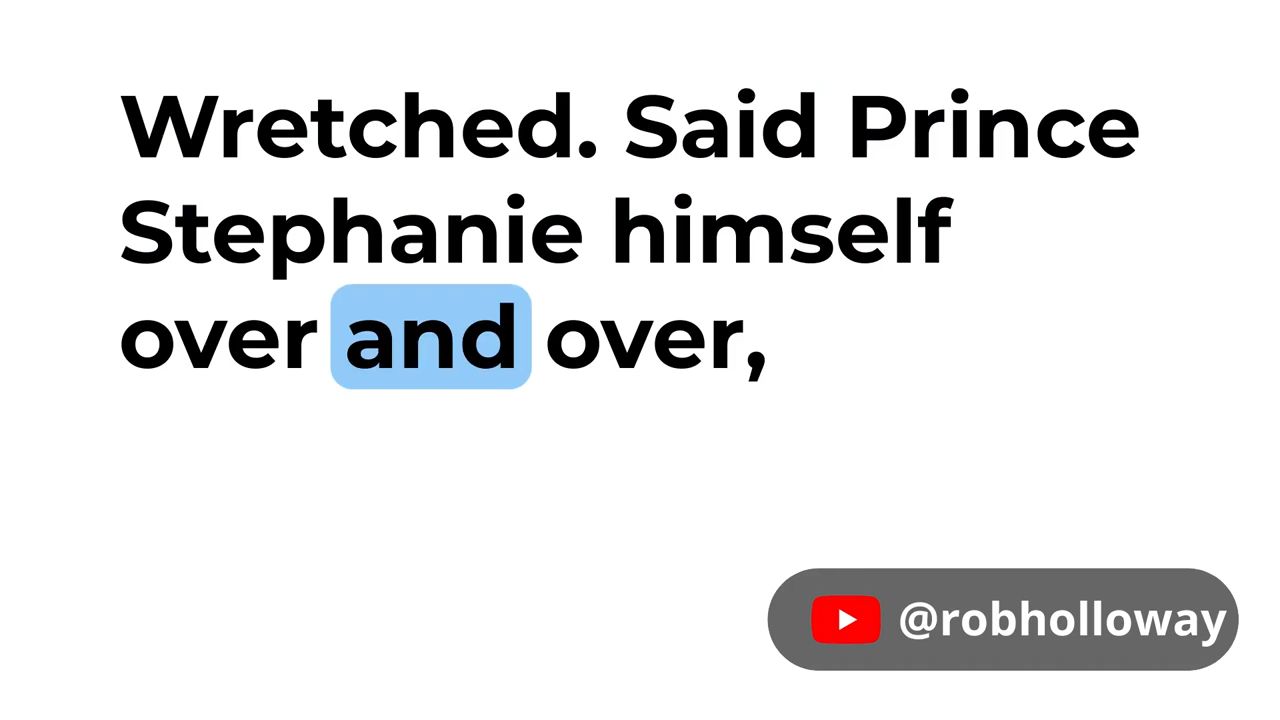 Wretched. Said Prince
Stephanie himself
over and over,
@robholloway